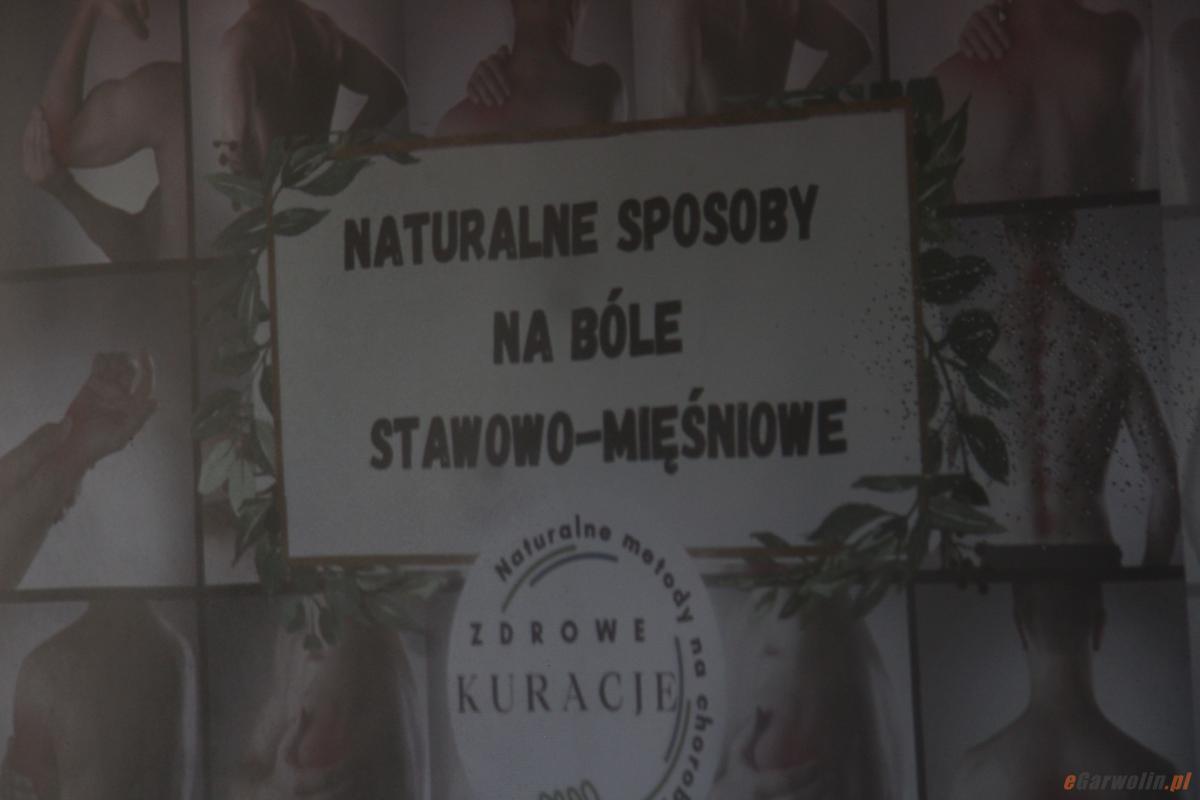 NATURALNE SPOSOBY
NA BÓLE
STAWOWO-MIĘŚNIOWE
Naturalne metody na chorob
ZDROWE
KURACJE
eGarwolin.pl